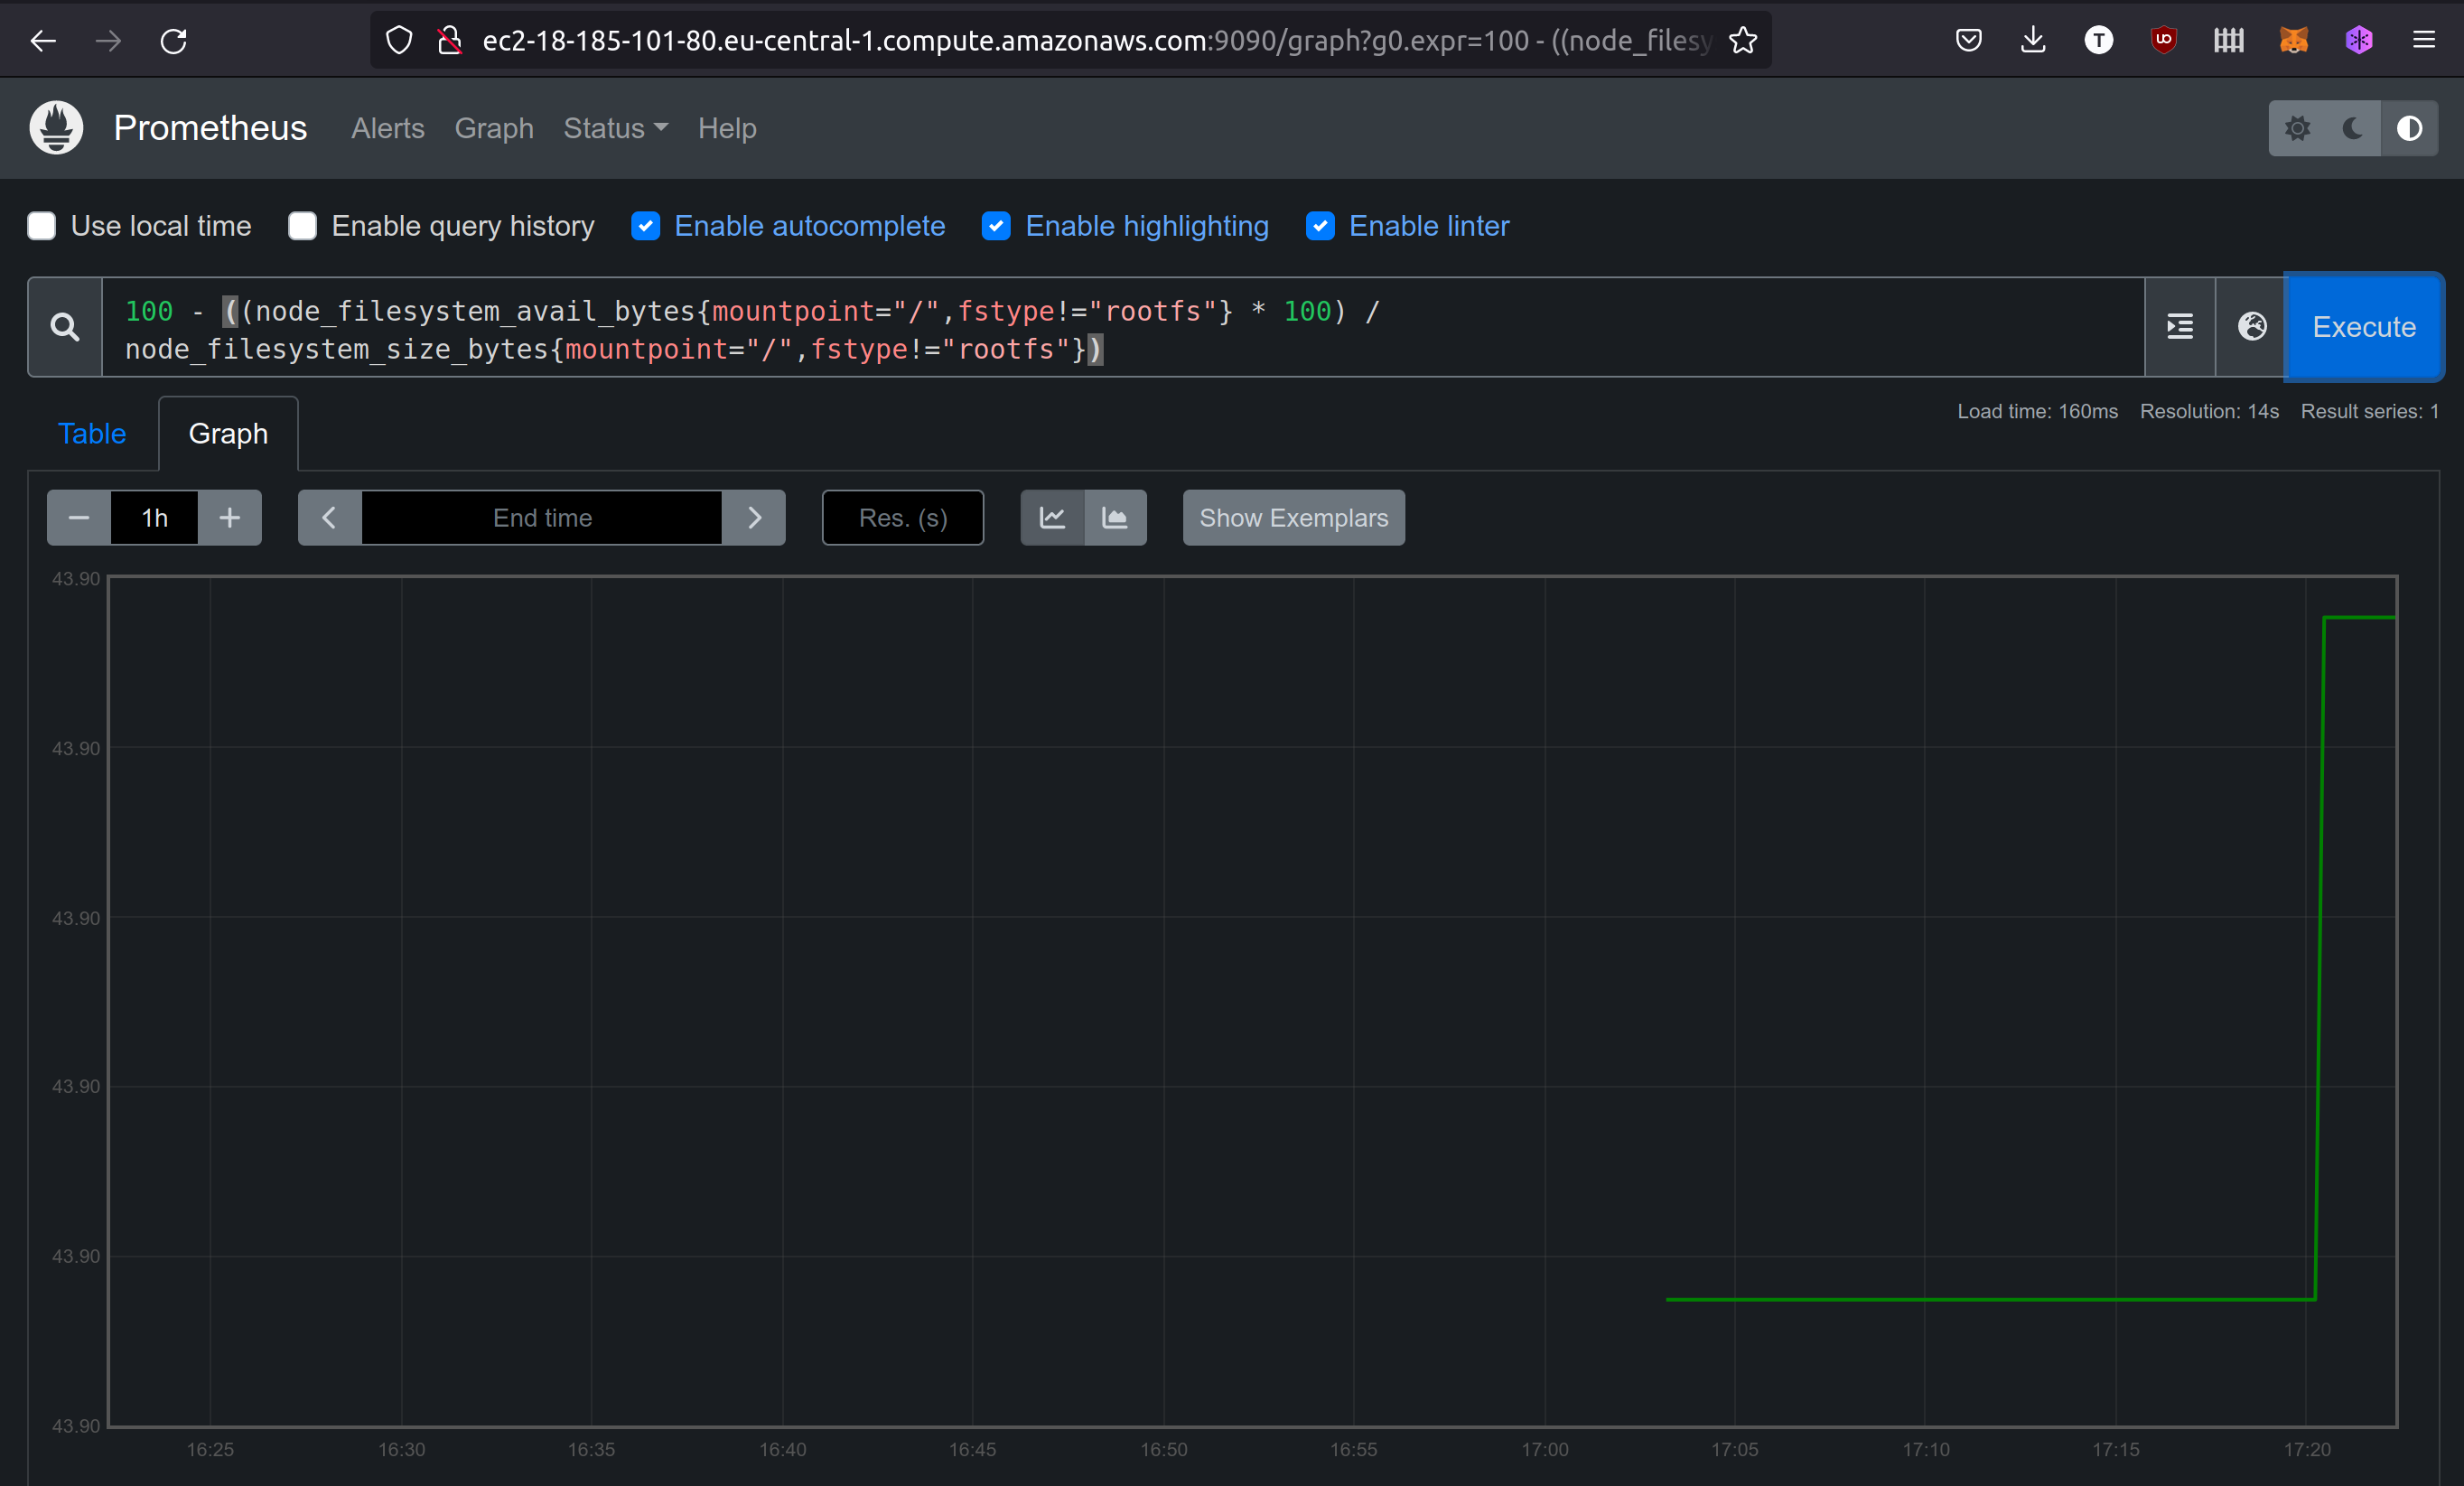 ec2-18-185-101-80.eu-central-1.compute.amazonaws.com:9090/graph?g0.expr=100 - ((node_filesy
Prometheus Alerts Graph Status Help
Use local time Enable query history Enable autocomplete Enable highlighting Enable linter
100 - ((node_filesystem_avail_bytes{mountpoint="/",fstype!="rootfs"} * 100) /
node_filesystem_size_bytes{mountpoint="/",fstype!="rootfs"})
Execute
Load time: 160ms Resolution: 14s Result series: 1
Table Graph
1h End time Res. (s) Show Exemplars
43.90
43.90
43.90
43.90
43.90
43.90
16:25 16:30 16:35 16:40 16:45 16:50 16:55 17:00 17:05 17:10 17:15 17:20